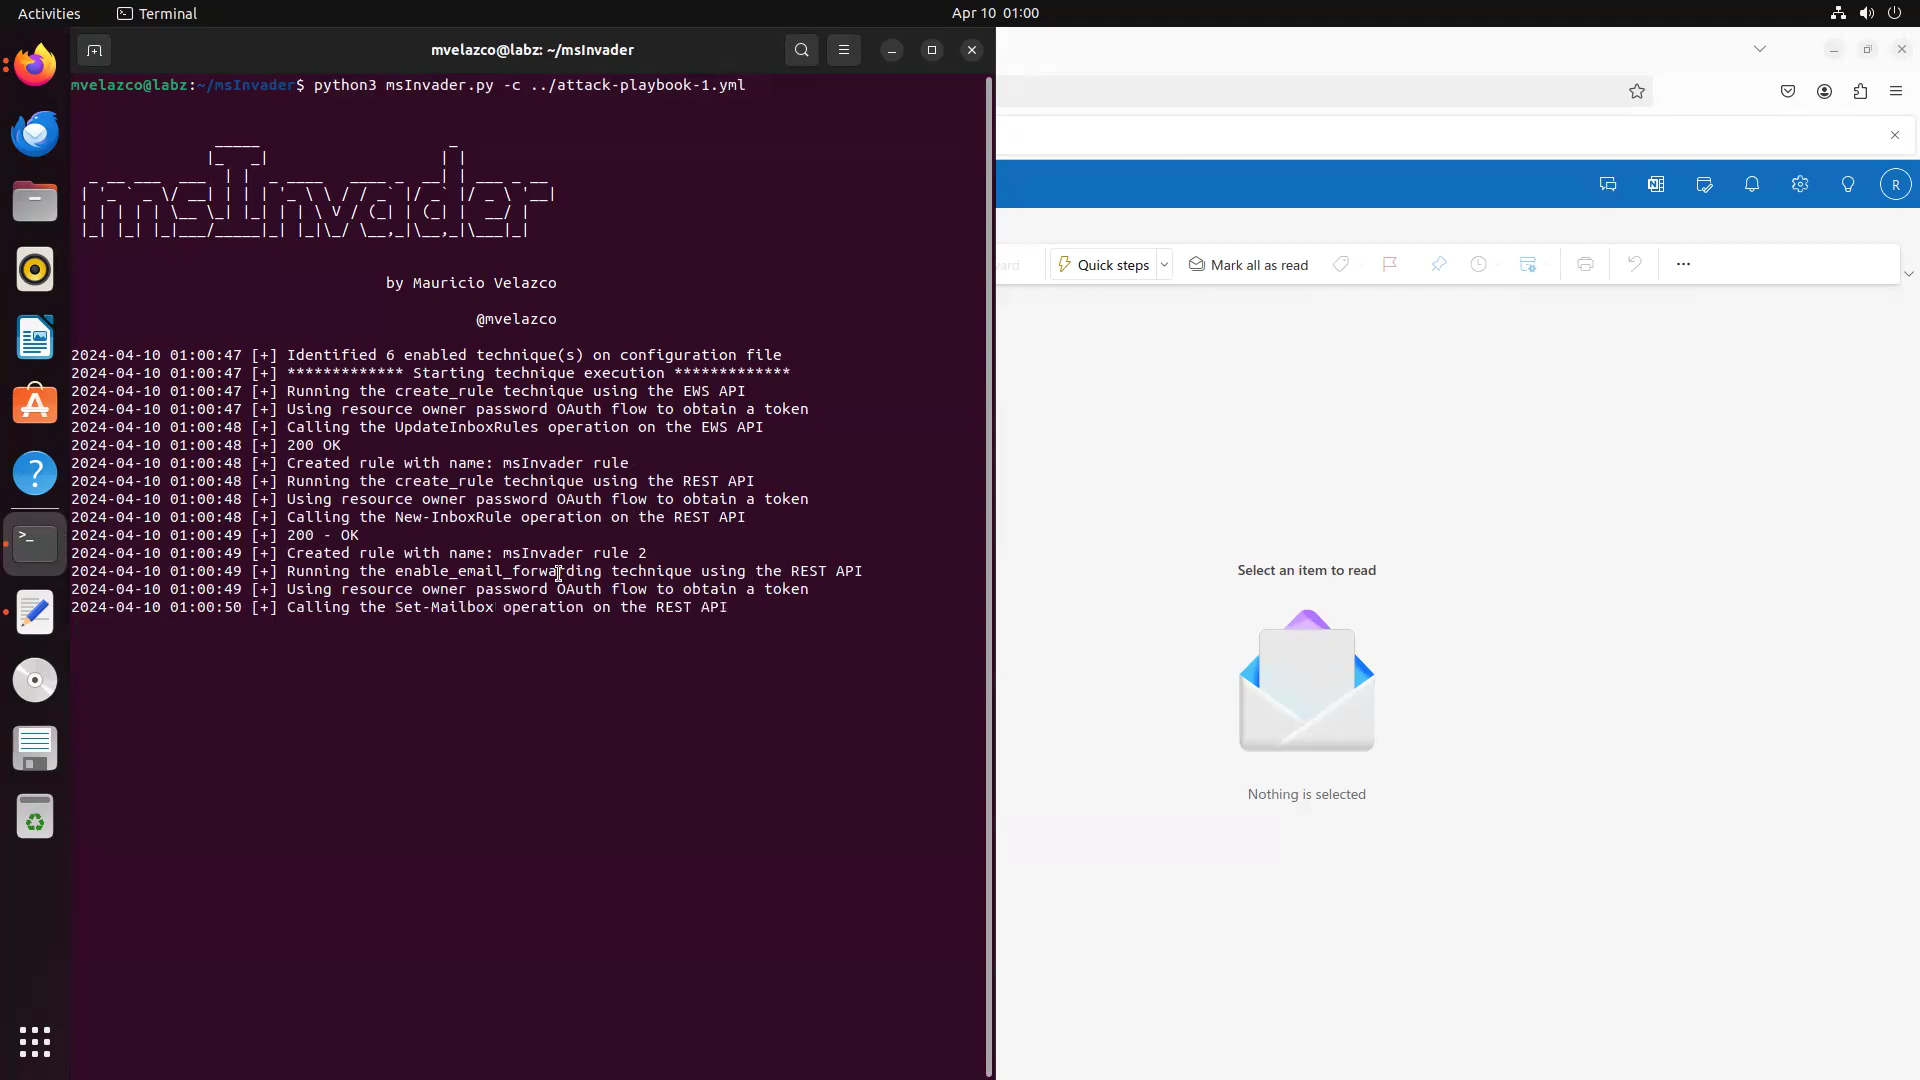 Activities
Terminal
Apr 10 01:00
mvelazco@labz: ~/msInvader
mvelazco@labz:~/msInvader$ python3 msInvader.py -c ../attack-playbook-1.yml
msInvader
by Mauricio Velazco
@mvelazco
2024-04-10 01:00:47 [+] Identified 6 enabled technique(s) on configuration file
2024-04-10 01:00:47 [+] ************* Starting technique execution *************
2024-04-10 01:00:47 [+] Running the create_rule technique using the EWS API
2024-04-10 01:00:47 [+] Using resource owner password OAuth flow to obtain a token
2024-04-10 01:00:48 [+] Calling the UpdateInboxRules operation on the EWS API
2024-04-10 01:00:48 [+] 200 OK
2024-04-10 01:00:48 [+] Created rule with name: msInvader rule
2024-04-10 01:00:48 [+] Running the create_rule technique using the REST API
2024-04-10 01:00:48 [+] Using resource owner password OAuth flow to obtain a token
2024-04-10 01:00:48 [+] Calling the New-InboxRule operation on the REST API
2024-04-10 01:00:49 [+] 200 - OK
2024-04-10 01:00:49 [+] Created rule with name: msInvader rule 2
2024-04-10 01:00:49 [+] Running the enable_email_forwarding technique using the REST API
2024-04-10 01:00:49 [+] Using resource owner password OAuth flow to obtain a token
2024-04-10 01:00:50 [+] Calling the Set-Mailbox operation on the REST API
R
ward
Quick steps
Mark all as read
Select an item to read
Nothing is selected